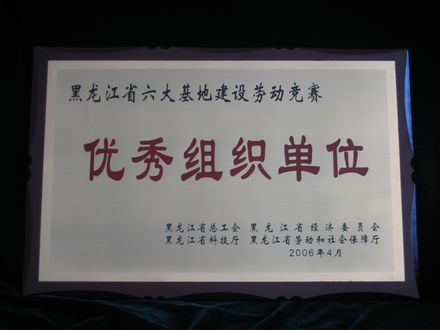 黑龙江省六大基地建设劳动竞赛
优秀组织单位
黑龙江省总工会 黑龙江省经济委员会
黑龙江省科技厅 黑龙江省劳动和社会保障厅
2006年4月